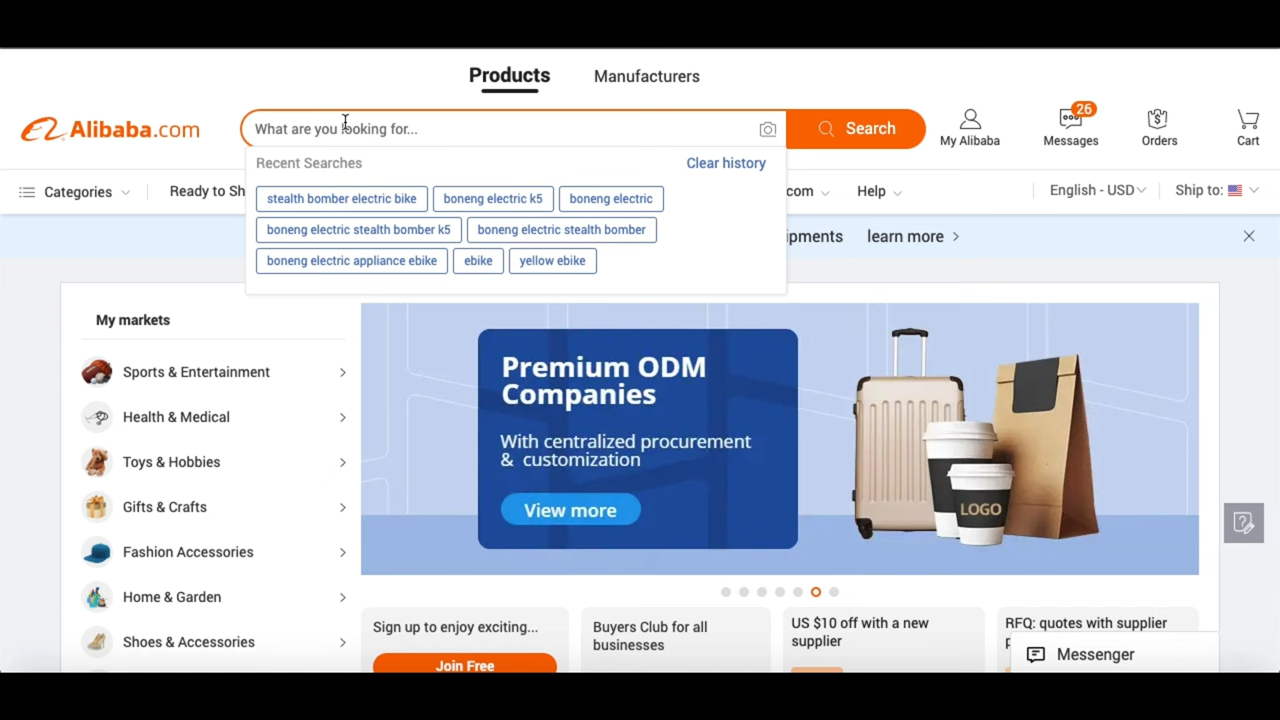 Products Manufacturers
Alibaba.com
What are you looking for...
Search
26
My Alibaba Messages Orders Cart
Recent Searches Clear history
stealth bomber electric bike boneng electric k5 boneng electric
boneng electric stealth bomber k5 boneng electric stealth bomber
boneng electric appliance ebike ebike yellow ebike
Categories Ready to Sh com Help English - USD Ship to:
ipments learn more
My markets
Sports & Entertainment
Health & Medical
Toys & Hobbies
Gifts & Crafts
Fashion Accessories
Home & Garden
Shoes & Accessories
Premium ODM
Companies
With centralized procurement
& customization
View more
LOGO
Sign up to enjoy exciting...
Join Free
Buyers Club for all
businesses
US $10 off with a new
supplier
RFQ: quotes with supplier
Messenger